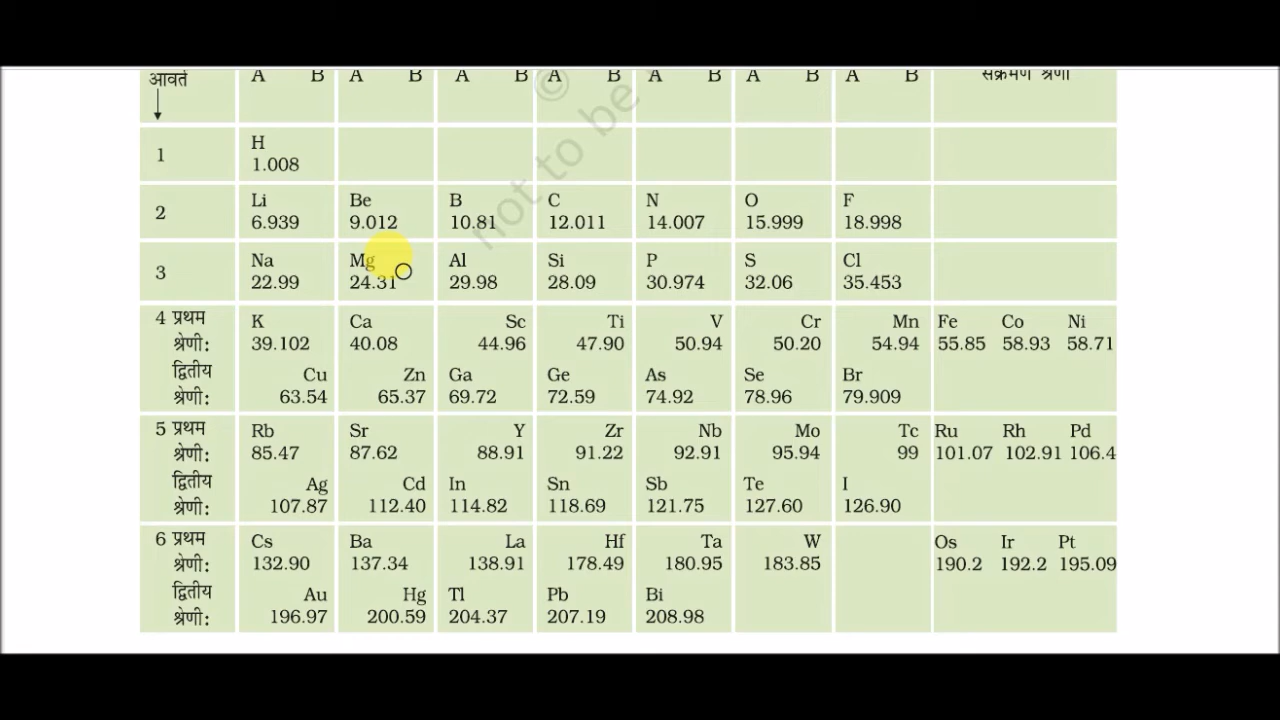 आवर्त A B A B A B A B A B A B A B संक्रमण श्रेणी
© not to be
1 H
1.008
2 Li Be B C N O F
6.939 9.012 10.81 12.011 14.007 15.999 18.998
3 Na Mg Al Si P S Cl
22.99 24.31 29.98 28.09 30.974 32.06 35.453
4 प्रथम K Ca Sc Ti V Cr Mn Fe Co Ni
श्रेणी: 39.102 40.08 44.96 47.90 50.94 50.20 54.94 55.85 58.93 58.71
द्वितीय Cu Zn Ga Ge As Se Br
श्रेणी: 63.54 65.37 69.72 72.59 74.92 78.96 79.909
5 प्रथम Rb Sr Y Zr Nb Mo Tc Ru Rh Pd
श्रेणी: 85.47 87.62 88.91 91.22 92.91 95.94 99 101.07 102.91 106.4
द्वितीय Ag Cd In Sn Sb Te I
श्रेणी: 107.87 112.40 114.82 118.69 121.75 127.60 126.90
6 प्रथम Cs Ba La Hf Ta W Os Ir Pt
श्रेणी: 132.90 137.34 138.91 178.49 180.95 183.85 190.2 192.2 195.09
द्वितीय Au Hg Tl Pb Bi
श्रेणी: 196.97 200.59 204.37 207.19 208.98